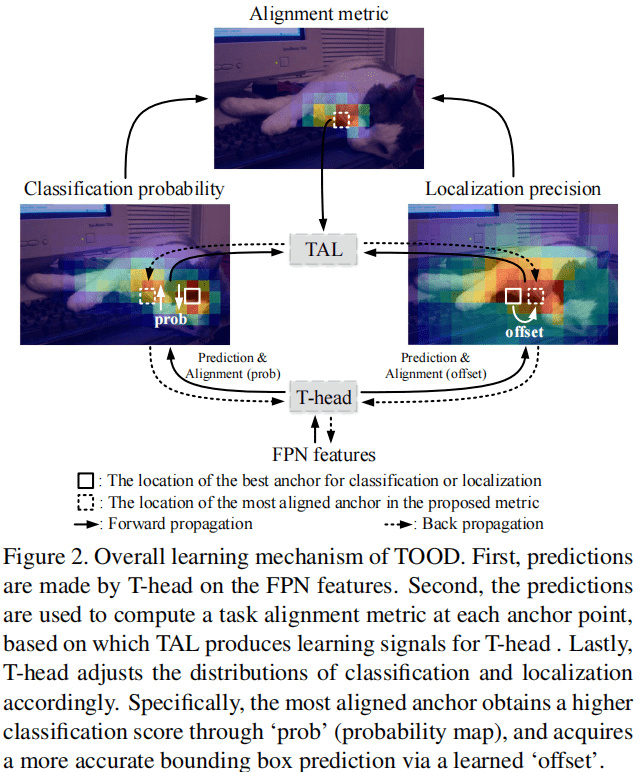 Alignment metric
Classification probability
Localization precision
TAL
prob
offset
Prediction &
Alignment (prob)
Prediction &
Alignment (offset)
T-head
FPN features
: The location of the best anchor for classification or localization
: The location of the most aligned anchor in the proposed metric
: Forward propagation
: Back propagation
Figure 2. Overall learning mechanism of TOOD. First, predictions
are made by T-head on the FPN features. Second, the predictions
are used to compute a task alignment metric at each anchor point,
based on which TAL produces learning signals for T-head . Lastly,
T-head adjusts the distributions of classification and localization
accordingly. Specifically, the most aligned anchor obtains a higher
classification score through ‘prob’ (probability map), and acquires
a more accurate bounding box prediction via a learned ‘offset’.